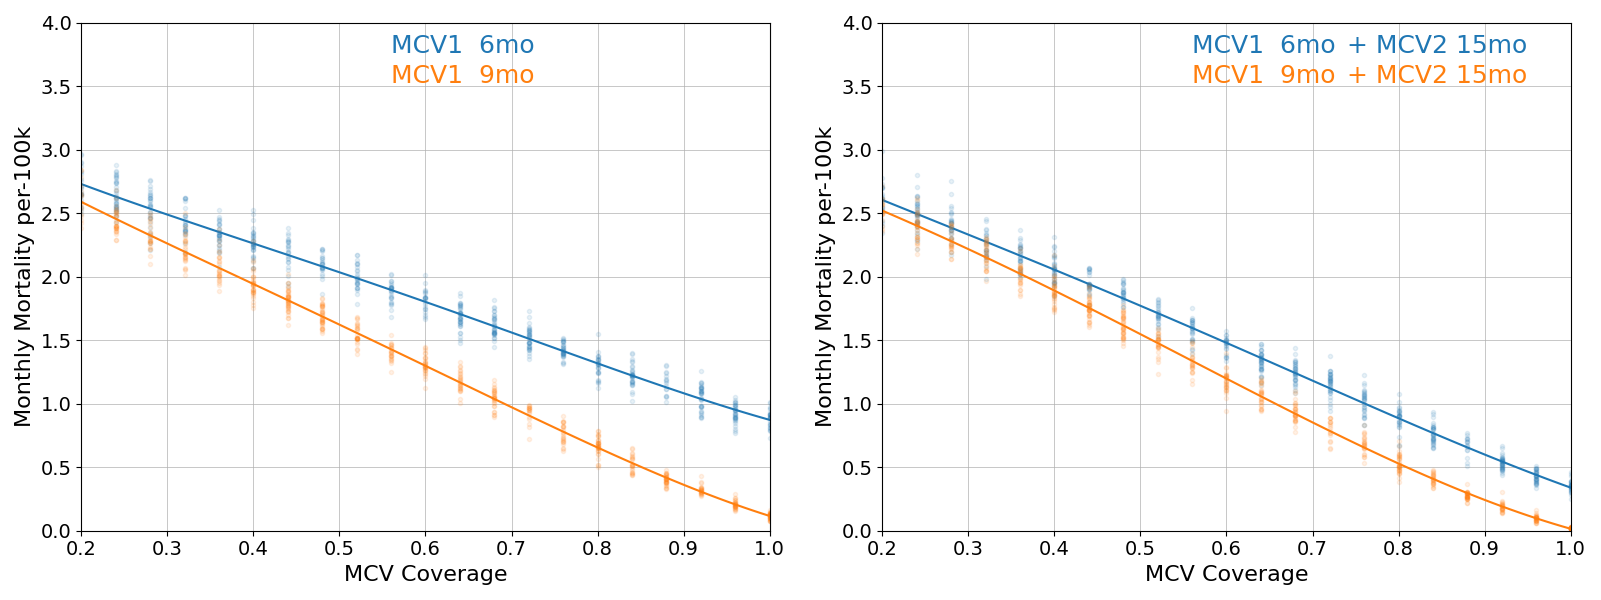 MCV1  6mo
MCV1  9mo
4.0
3.5
3.0
2.5
2.0
1.5
1.0
0.5
0.0
Monthly Mortality per-100k
0.2 0.3 0.4 0.5 0.6 0.7 0.8 0.9 1.0
MCV Coverage
MCV1  6mo + MCV2 15mo
MCV1  9mo + MCV2 15mo
4.0
3.5
3.0
2.5
2.0
1.5
1.0
0.5
0.0
Monthly Mortality per-100k
0.2 0.3 0.4 0.5 0.6 0.7 0.8 0.9 1.0
MCV Coverage